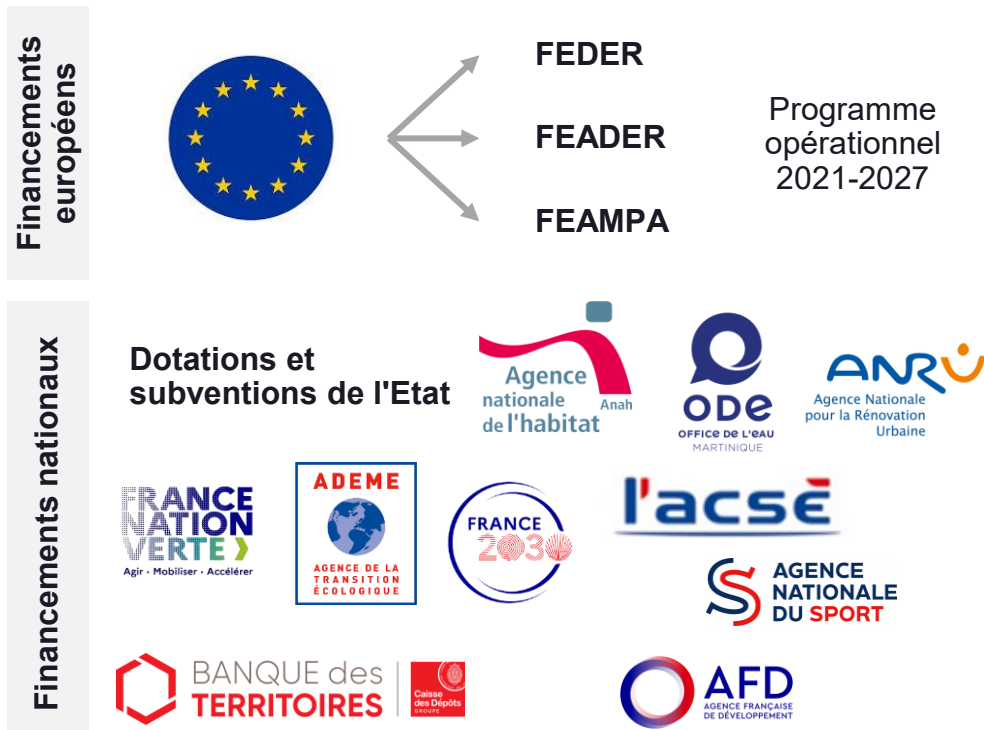 Financements
européens
FEDER
FEADER
FEAMPA
Programme
opérationnel
2021-2027
Financements nationaux
Dotations et
subventions de l'Etat
Agence
nationale
de l'habitat
Anah
ODE
OFFICE DE L'EAU
MARTINIQUE
ANRU
Agence Nationale
pour la Rénovation
Urbaine
FRANCE
NATION
VERTE
Agir • Mobiliser • Accélérer
ADEME
AGENCE DE LA
TRANSITION
ÉCOLOGIQUE
FRANCE
2030
l'acsé
AGENCE
NATIONALE
DU SPORT
BANQUE des
TERRITOIRES
Caisse
des Dépôts
GROUPE
AFD
AGENCE FRANÇAISE
DE DÉVELOPPEMENT